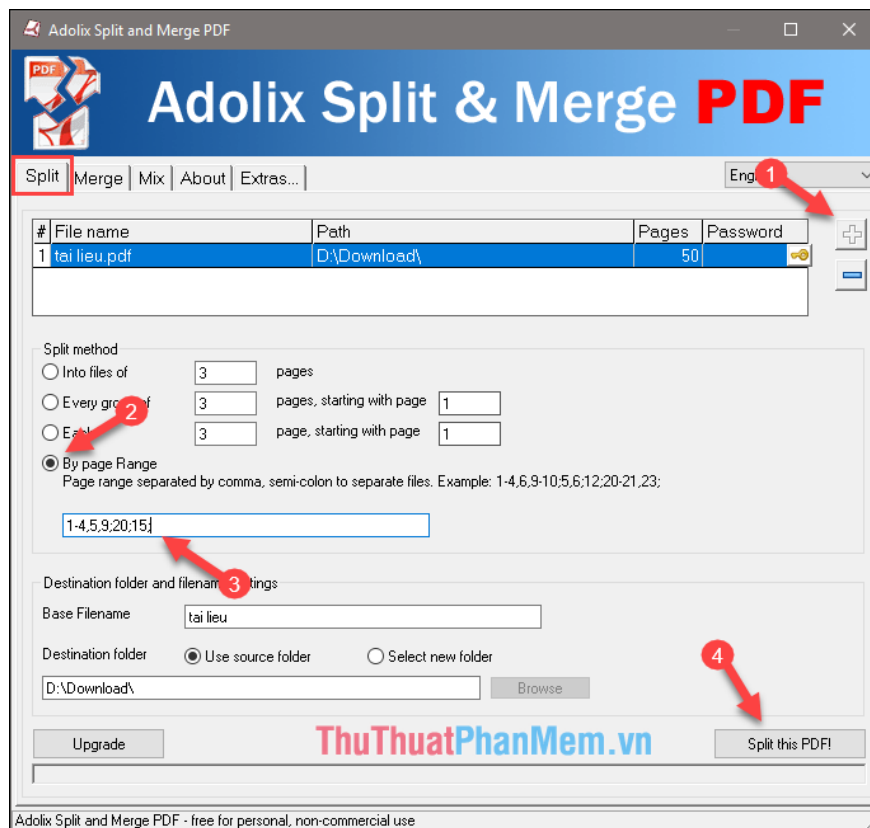 Adolix Split and Merge PDF
PDF
Adolix Split & Merge PDF
Split Merge Mix About Extras...
1
# File name Path Pages Password
1 tai lieu.pdf D:\Download\ 50
Split method
Into files of 3 pages
Every 3 pages, starting with page 1
2
3 page, starting with page 1
By page Range
Page range separated by comma, semi-colon to separate files. Example: 1-4,6,9-10;5,6;12;20-21,23;
1-4,5,9;20;15;
3
Destination folder and
Base Filename tai lieu
Destination folder Use source folder Select new folder
4
D:\Download\ Browse
Upgrade ThuThuatPhanMem.vn Split this PDF!
Adolix Split and Merge PDF - free for personal, non-commercial use